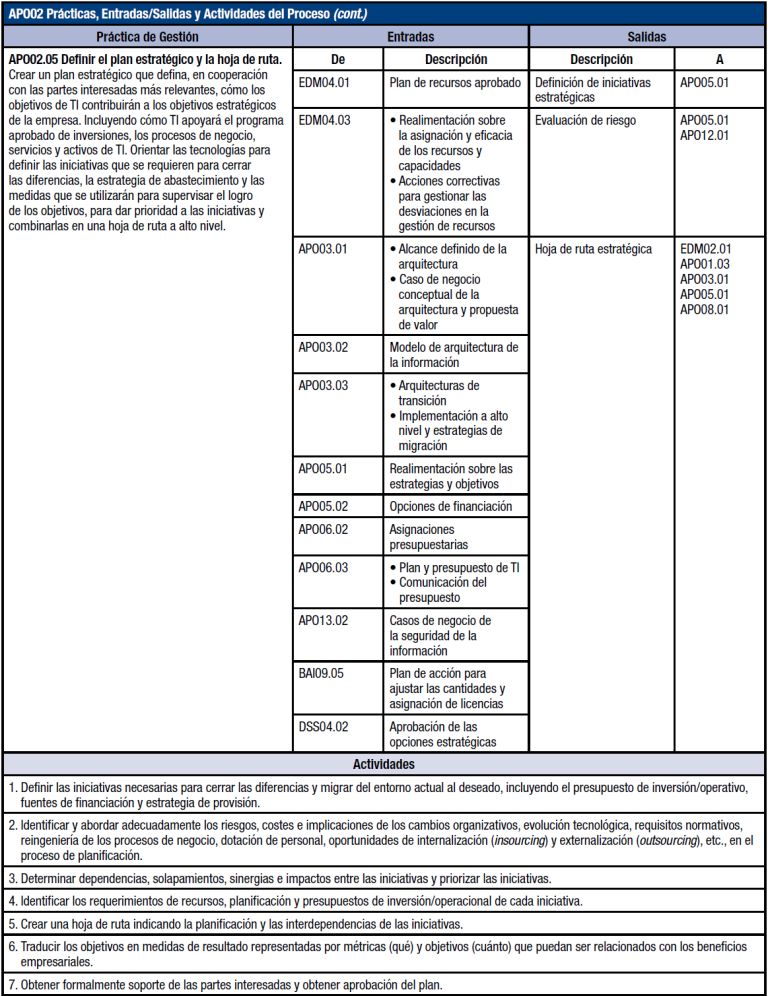 APO02 Prácticas, Entradas/Salidas y Actividades del Proceso (cont.)
Práctica de Gestión
Entradas
Salidas
APO02.05 Definir el plan estratégico y la hoja de ruta.
Crear un plan estratégico que defina, en cooperación
con las partes interesadas más relevantes, cómo los
objetivos de TI contribuirán a los objetivos estratégicos
de la empresa. Incluyendo cómo TI apoyará el programa
aprobado de inversiones, los procesos de negocio,
servicios y activos de TI. Orientar las tecnologías para
definir las iniciativas que se requieren para cerrar
las diferencias, la estrategia de abastecimiento y las
medidas que se utilizarán para supervisar el logro
de los objetivos, para dar prioridad a las iniciativas y
combinarlas en una hoja de ruta a alto nivel.
De
Descripción
Descripción
A
EDM04.01
Plan de recursos aprobado
Definición de iniciativas
estratégicas
APO05.01
EDM04.03
• Realimentación sobre
la asignación y eficacia
de los recursos y
capacidades
• Acciones correctivas
para gestionar las
desviaciones en la
gestión de recursos
Evaluación de riesgo
APO05.01
APO12.01
APO03.01
• Alcance definido de la
arquitectura
• Caso de negocio
conceptual de la
arquitectura y propuesta
de valor
Hoja de ruta estratégica
EDM02.01
APO01.03
APO03.01
APO05.01
APO08.01
APO03.02
Modelo de arquitectura de
la información
APO03.03
• Arquitecturas de
transición
• Implementación a alto
nivel y estrategias de
migración
APO05.01
Realimentación sobre las
estrategias y objetivos
APO05.02
Opciones de financiación
APO06.02
Asignaciones
presupuestarias
APO06.03
• Plan y presupuesto de TI
• Comunicación del
presupuesto
APO13.02
Casos de negocio de
la seguridad de la
información
BAI09.05
Plan de acción para
ajustar las cantidades y
asignación de licencias
DSS04.02
Aprobación de las
opciones estratégicas
Actividades
1. Definir las iniciativas necesarias para cerrar las diferencias y migrar del entorno actual al deseado, incluyendo el presupuesto de inversión/operativo,
fuentes de financiación y estrategia de provisión.
2. Identificar y abordar adecuadamente los riesgos, costes e implicaciones de los cambios organizativos, evolución tecnológica, requisitos normativos,
reingeniería de los procesos de negocio, dotación de personal, oportunidades de internalización (insourcing) y externalización (outsourcing), etc., en el
proceso de planificación.
3. Determinar dependencias, solapamientos, sinergias e impactos entre las iniciativas y priorizar las iniciativas.
4. Identificar los requerimientos de recursos, planificación y presupuestos de inversión/operacional de cada iniciativa.
5. Crear una hoja de ruta indicando la planificación y las interdependencias de las iniciativas.
6. Traducir los objetivos en medidas de resultado representadas por métricas (qué) y objetivos (cuánto) que puedan ser relacionados con los beneficios
empresariales.
7. Obtener formalmente soporte de las partes interesadas y obtener aprobación del plan.